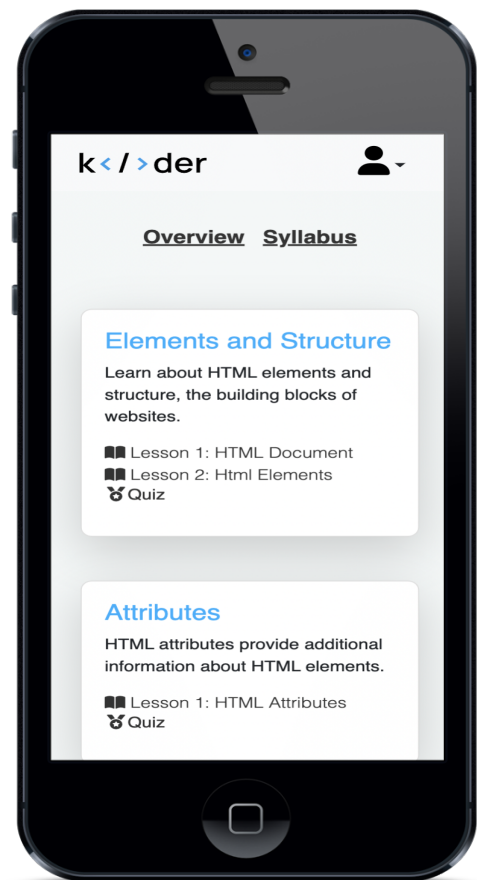 k</>der
Overview Syllabus
Elements and Structure
Learn about HTML elements and
structure, the building blocks of
websites.
Lesson 1: HTML Document
Lesson 2: Html Elements
Quiz
Attributes
HTML attributes provide additional
information about HTML elements.
Lesson 1: HTML Attributes
Quiz